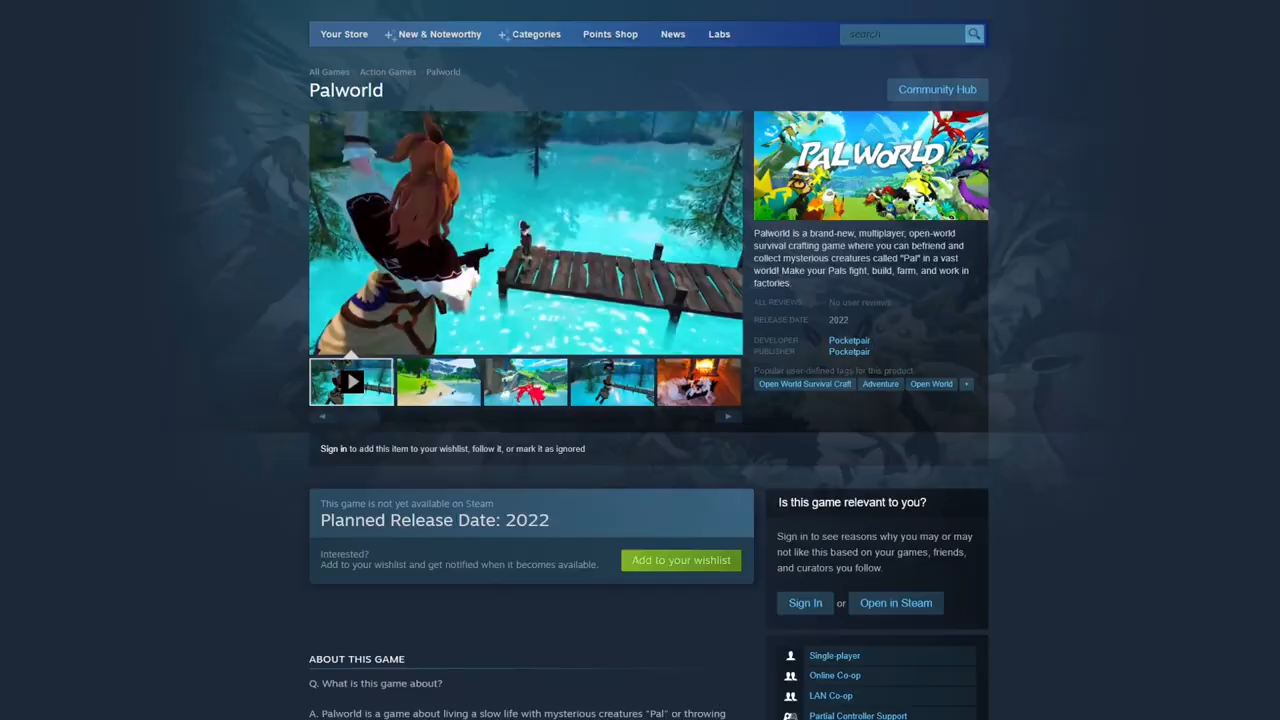 Your Store
New & Noteworthy
Categories
Points Shop
News
Labs
search
All Games
Action Games
Palworld
Palworld
Community Hub
PALWORLD
Palworld is a brand-new, multiplayer, open-world
survival crafting game where you can befriend and
collect mysterious creatures called "Pal" in a vast
world! Make your Pals fight, build, farm, and work in
factories.
ALL REVIEWS: No user reviews
RELEASE DATE: 2022
DEVELOPER: Pocketpair
PUBLISHER: Pocketpair
Popular user-defined tags for this product:
Open World Survival Craft Adventure Open World +
Sign in to add this item to your wishlist, follow it, or mark it as ignored
This game is not yet available on Steam
Planned Release Date: 2022
Interested?
Add to your wishlist and get notified when it becomes available.
Add to your wishlist
Is this game relevant to you?
Sign in to see reasons why you may or may
not like this based on your games, friends,
and curators you follow.
Sign In or Open in Steam
ABOUT THIS GAME
Q. What is this game about?
A. Palworld is a game about living a slow life with mysterious creatures "Pal" or throwing
Single-player
Online Co-op
LAN Co-op
Partial Controller Support